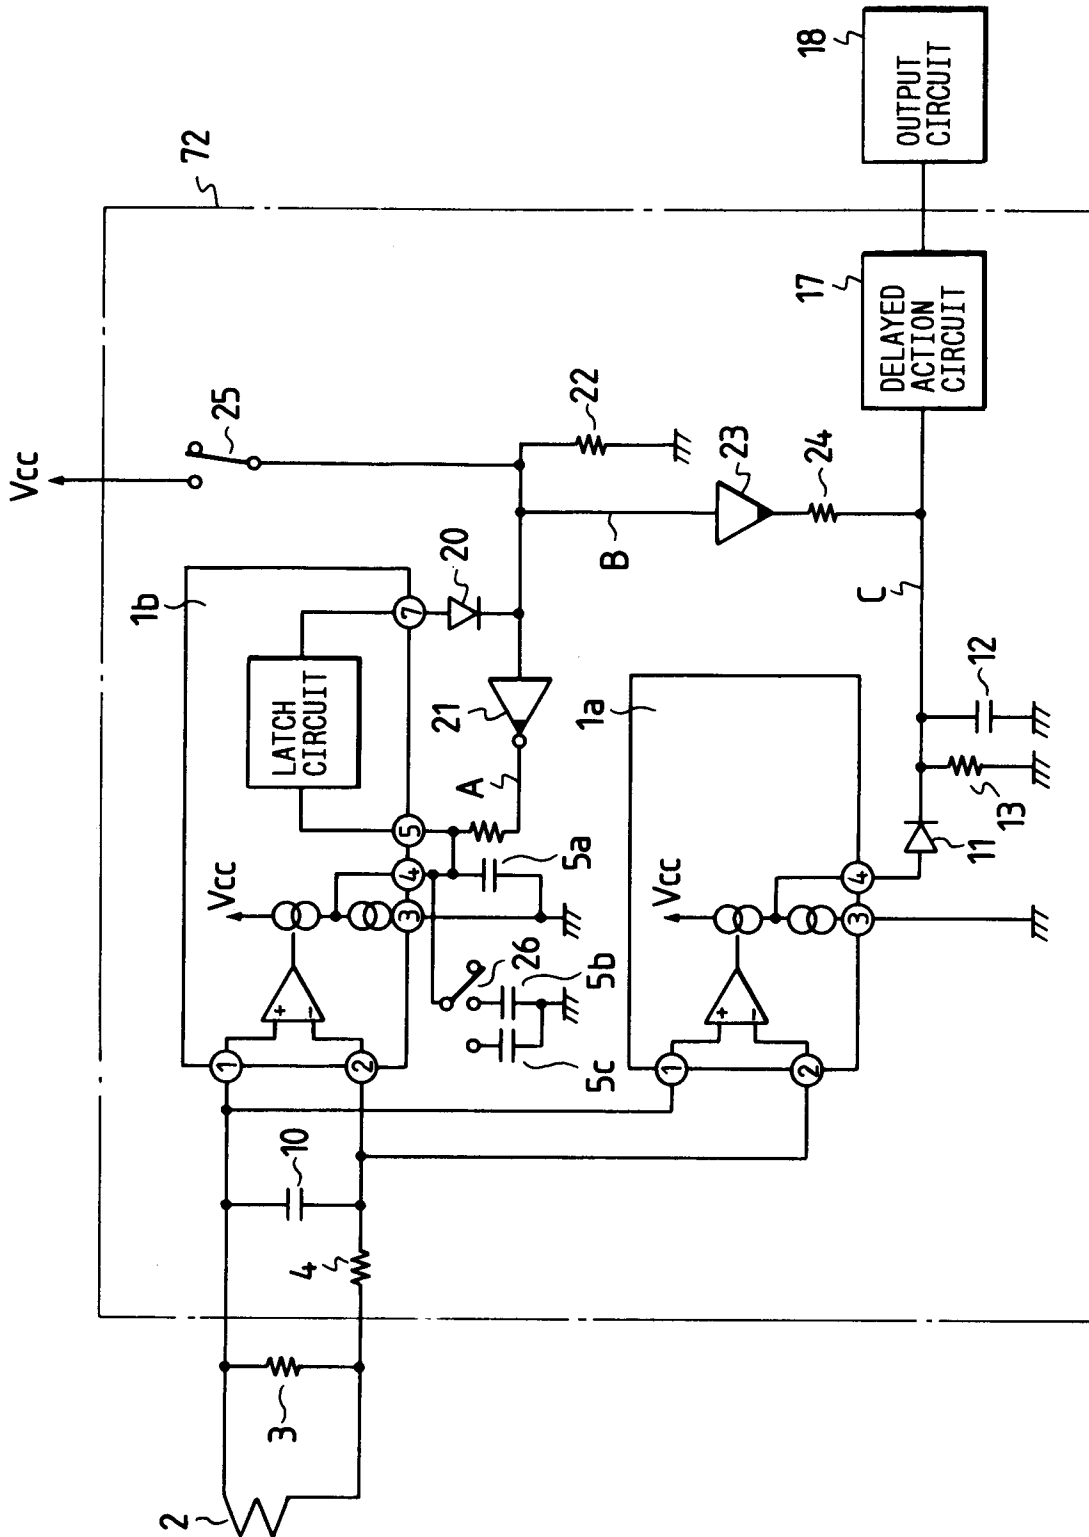 72
Vcc
25
1b
LATCH
CIRCUIT
7
20
21
A
5
4
3
Vcc
5a
26
5b
5c
+
-
1
2
10
4
3
2
22
B
23
24
1a
Vcc
4
3
+
-
1
2
C
12
13
11
17
DELAYED
ACTION
CIRCUIT
18
OUTPUT
CIRCUIT